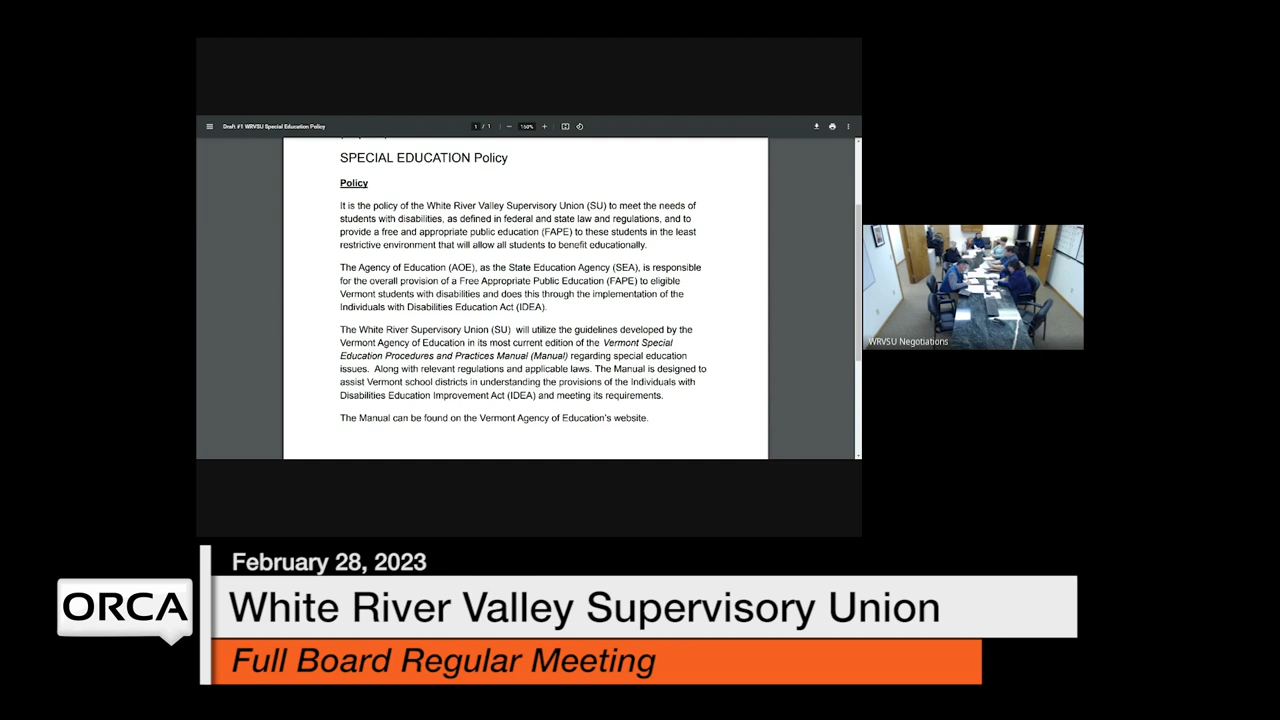 Draft #1 WRVSU Special Education Policy
1 / 1
150%
SPECIAL EDUCATION Policy
Policy
It is the policy of the White River Valley Supervisory Union (SU) to meet the needs of
students with disabilities, as defined in federal and state law and regulations, and to
provide a free and appropriate public education (FAPE) to these students in the least
restrictive environment that will allow all students to benefit educationally.
The Agency of Education (AOE), as the State Education Agency (SEA), is responsible
for the overall provision of a Free Appropriate Public Education (FAPE) to eligible
Vermont students with disabilities and does this through the implementation of the
Individuals with Disabilities Education Act (IDEA).
The White River Supervisory Union (SU) will utilize the guidelines developed by the
Vermont Agency of Education in its most current edition of the Vermont Special
Education Procedures and Practices Manual (Manual) regarding special education
issues. Along with relevant regulations and applicable laws. The Manual is designed to
assist Vermont school districts in understanding the provisions of the Individuals with
Disabilities Education Improvement Act (IDEA) and meeting its requirements.
The Manual can be found on the Vermont Agency of Education's website.
WRVSU Negotiations
February 28, 2023
ORCA
White River Valley Supervisory Union
Full Board Regular Meeting